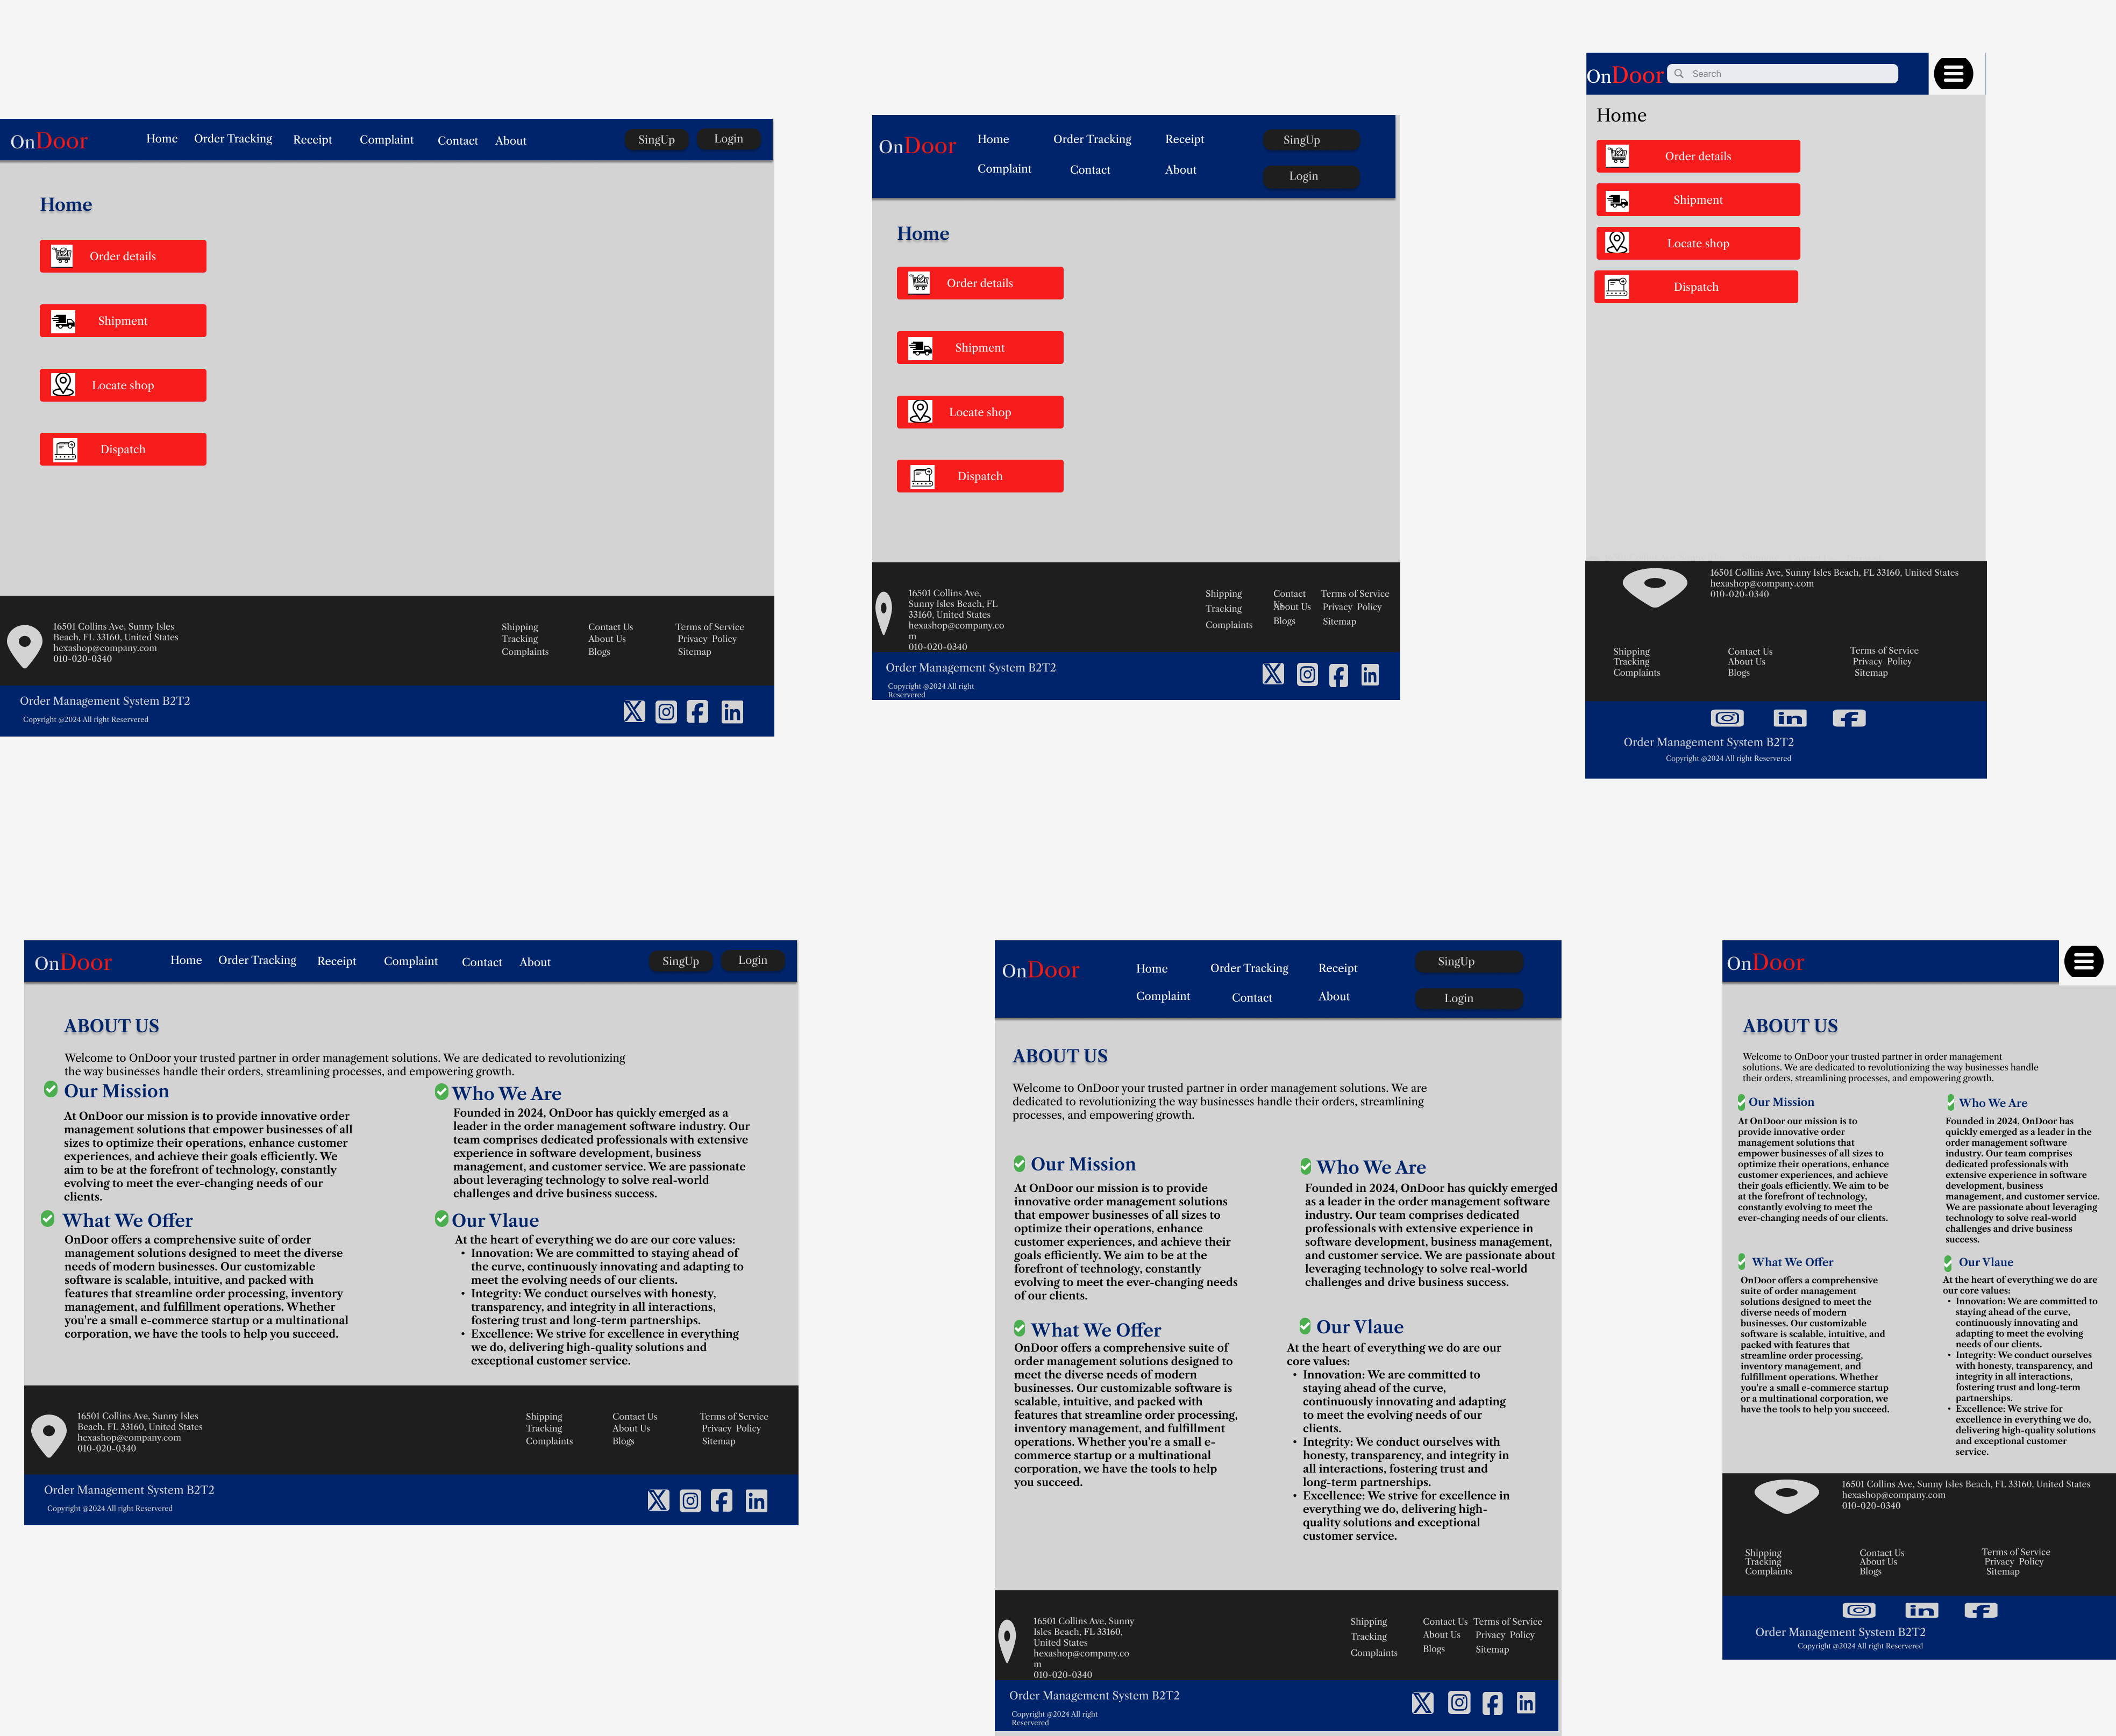 OnDoor
Home Order Tracking Receipt Complaint Contact About
SingUp Login
Home
Order details
Shipment
Locate shop
Dispatch
16501 Collins Ave, Sunny Isles
Beach, FL 33160, United States
hexashop@company.com
010-020-0340
Shipping
Tracking
Complaints
Contact Us
About Us
Blogs
Terms of Service
Privacy Policy
Sitemap
Order Management System B2T2
Copyright @2024 All right Reservered
OnDoor
Home Order Tracking Receipt
Complaint Contact About
SingUp
Login
Home
Order details
Shipment
Locate shop
Dispatch
16501 Collins Ave,
Sunny Isles Beach, FL
33160, United States
hexashop@company.co
m
010-020-0340
Shipping
Tracking
Complaints
Contact
Us
About Us
Blogs
Terms of Service
Privacy Policy
Sitemap
Order Management System B2T2
Copyright @2024 All right
Reservered
OnDoor
Search
Home
Order details
Shipment
Locate shop
Dispatch
16501 Collins Ave, Sunny Isles Beach, FL 33160, United States
hexashop@company.com
010-020-0340
Shipping
Tracking
Complaints
Contact Us
About Us
Blogs
Terms of Service
Privacy Policy
Sitemap
Order Management System B2T2
Copyright @2024 All right Reservered
OnDoor
Home Order Tracking Receipt Complaint Contact About
SingUp Login
ABOUT US
Welcome to OnDoor your trusted partner in order management solutions. We are dedicated to revolutionizing
the way businesses handle their orders, streamlining processes, and empowering growth.
Our Mission
At OnDoor our mission is to provide innovative order
management solutions that empower businesses of all
sizes to optimize their operations, enhance customer
experiences, and achieve their goals efficiently. We
aim to be at the forefront of technology, constantly
evolving to meet the ever-changing needs of our
clients.
Who We Are
Founded in 2024, OnDoor has quickly emerged as a
leader in the order management software industry. Our
team comprises dedicated professionals with extensive
experience in software development, business
management, and customer service. We are passionate
about leveraging technology to solve real-world
challenges and drive business success.
What We Offer
OnDoor offers a comprehensive suite of order
management solutions designed to meet the diverse
needs of modern businesses. Our customizable
software is scalable, intuitive, and packed with
features that streamline order processing, inventory
management, and fulfillment operations. Whether
you're a small e-commerce startup or a multinational
corporation, we have the tools to help you succeed.
Our Vlaue
At the heart of everything we do are our core values:
• Innovation: We are committed to staying ahead of
the curve, continuously innovating and adapting to
meet the evolving needs of our clients.
• Integrity: We conduct ourselves with honesty,
transparency, and integrity in all interactions,
fostering trust and long-term partnerships.
• Excellence: We strive for excellence in everything
we do, delivering high-quality solutions and
exceptional customer service.
16501 Collins Ave, Sunny Isles
Beach, FL 33160, United States
hexashop@company.com
010-020-0340
Shipping
Tracking
Complaints
Contact Us
About Us
Blogs
Terms of Service
Privacy Policy
Sitemap
Order Management System B2T2
Copyright @2024 All right Reservered
OnDoor
Home Order Tracking Receipt
Complaint Contact About
SingUp
Login
ABOUT US
Welcome to OnDoor your trusted partner in order management solutions. We are
dedicated to revolutionizing the way businesses handle their orders, streamlining
processes, and empowering growth.
Our Mission
At OnDoor our mission is to provide
innovative order management solutions
that empower businesses of all sizes to
optimize their operations, enhance
customer experiences, and achieve their
goals efficiently. We aim to be at the
forefront of technology, constantly
evolving to meet the ever-changing needs
of our clients.
Who We Are
Founded in 2024, OnDoor has quickly emerged
as a leader in the order management software
industry. Our team comprises dedicated
professionals with extensive experience in
software development, business management,
and customer service. We are passionate about
leveraging technology to solve real-world
challenges and drive business success.
What We Offer
OnDoor offers a comprehensive suite of
order management solutions designed to
meet the diverse needs of modern
businesses. Our customizable software is
scalable, intuitive, and packed with
features that streamline order processing,
inventory management, and fulfillment
operations. Whether you're a small e-
commerce startup or a multinational
corporation, we have the tools to help
you succeed.
Our Vlaue
At the heart of everything we do are our
core values:
• Innovation: We are committed to
staying ahead of the curve,
continuously innovating and adapting
to meet the evolving needs of our
clients.
• Integrity: We conduct ourselves with
honesty, transparency, and integrity in
all interactions, fostering trust and
long-term partnerships.
• Excellence: We strive for excellence in
everything we do, delivering high-
quality solutions and exceptional
customer service.
16501 Collins Ave, Sunny
Isles Beach, FL 33160,
United States
hexashop@company.co
m
010-020-0340
Shipping
Tracking
Complaints
Contact Us
About Us
Blogs
Terms of Service
Privacy Policy
Sitemap
Order Management System B2T2
Copyright @2024 All right
Reservered
OnDoor
ABOUT US
Welcome to OnDoor your trusted partner in order management
solutions. We are dedicated to revolutionizing the way businesses handle
their orders, streamlining processes, and empowering growth.
Our Mission
At OnDoor our mission is to
provide innovative order
management solutions that
empower businesses of all sizes to
optimize their operations, enhance
customer experiences, and achieve
their goals efficiently. We aim to be
at the forefront of technology,
constantly evolving to meet the
ever-changing needs of our clients.
Who We Are
Founded in 2024, OnDoor has
quickly emerged as a leader in the
order management software
industry. Our team comprises
dedicated professionals with
extensive experience in software
development, business
management, and customer service.
We are passionate about leveraging
technology to solve real-world
challenges and drive business
success.
What We Offer
OnDoor offers a comprehensive
suite of order management
solutions designed to meet the
diverse needs of modern
businesses. Our customizable
software is scalable, intuitive, and
packed with features that
streamline order processing,
inventory management, and
fulfillment operations. Whether
you're a small e-commerce startup
or a multinational corporation, we
have the tools to help you succeed.
Our Vlaue
At the heart of everything we do are
our core values:
• Innovation: We are committed to
staying ahead of the curve,
continuously innovating and
adapting to meet the evolving
needs of our clients.
• Integrity: We conduct ourselves
with honesty, transparency, and
integrity in all interactions,
fostering trust and long-term
partnerships.
• Excellence: We strive for
excellence in everything we do,
delivering high-quality solutions
and exceptional customer
service.
16501 Collins Ave, Sunny Isles Beach, FL 33160, United States
hexashop@company.com
010-020-0340
Shipping
Tracking
Complaints
Contact Us
About Us
Blogs
Terms of Service
Privacy Policy
Sitemap
Order Management System B2T2
Copyright @2024 All right Reservered